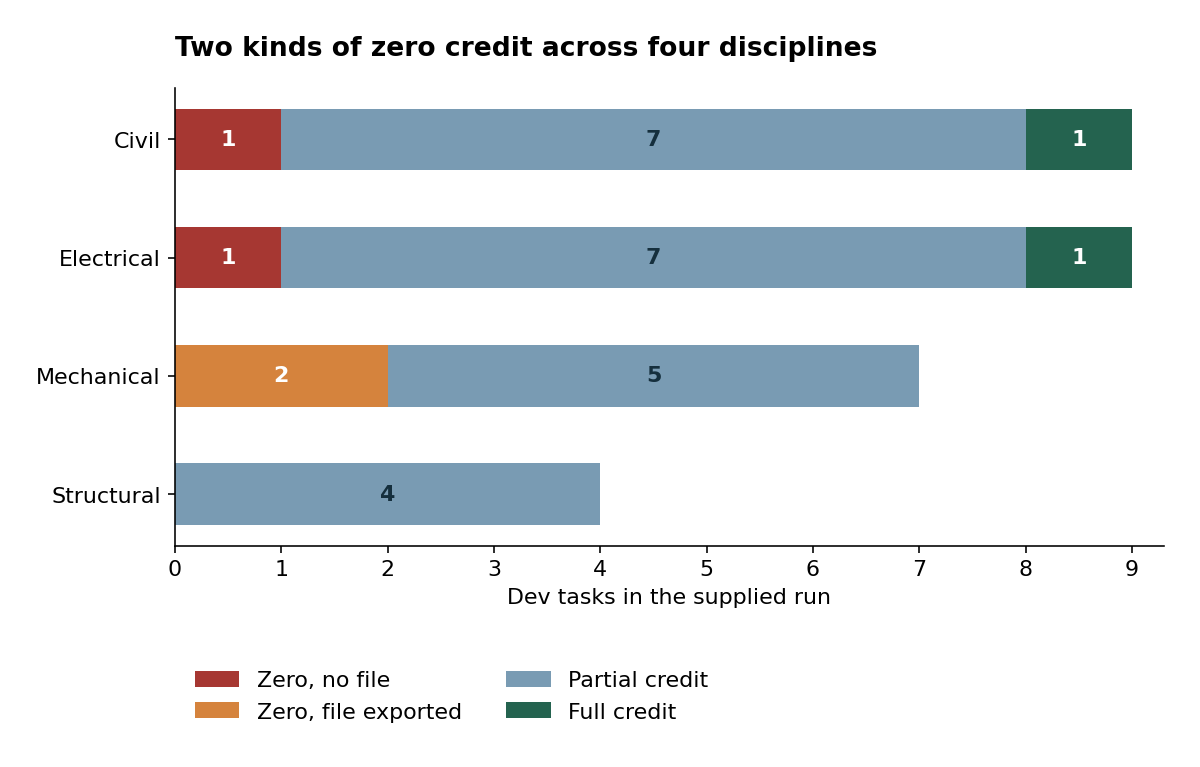 Two kinds of zero credit across four disciplines
Civil
1
7
1
Electrical
1
7
1
Mechanical
2
5
Structural
4
0 1 2 3 4 5 6 7 8 9
Dev tasks in the supplied run
Zero, no file
Zero, file exported
Partial credit
Full credit